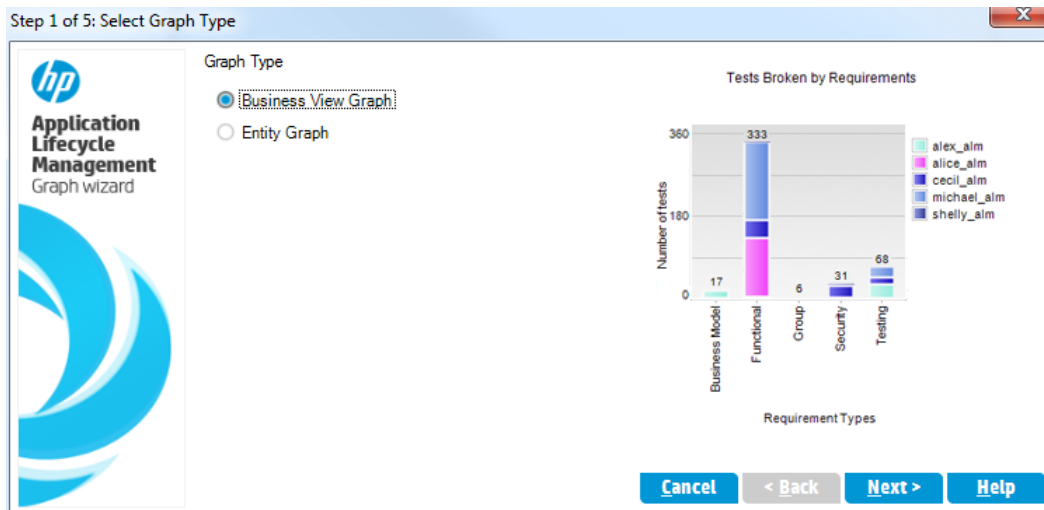 Step 1 of 5: Select Graph Type
x
hp
Application
Lifecycle
Management
Graph wizard
Graph Type
Business View Graph
Entity Graph
Tests Broken by Requirements
Number of tests
360
180
0
17
333
6
31
68
Business Model
Functional
Group
Security
Testing
Requirement Types
alex_alm
alice_alm
cecil_alm
michael_alm
shelly_alm
Cancel
< Back
Next >
Help